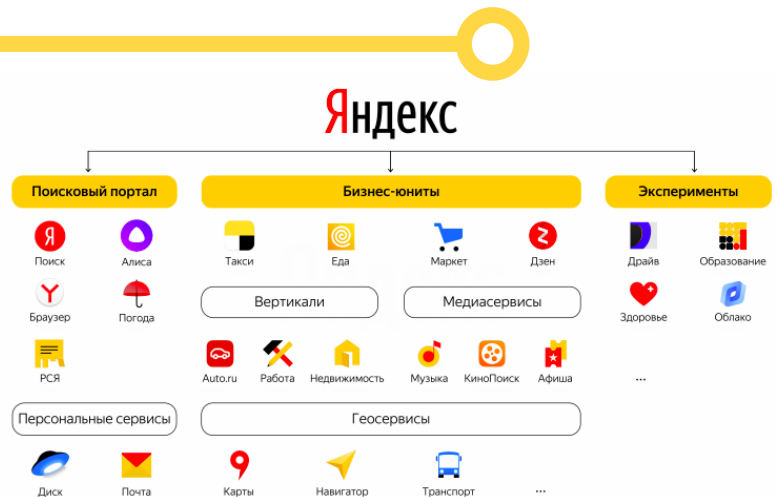 Яндекс
Поисковый портал
Бизнес-юниты
Эксперименты
Я
Поиск
Алиса
Такси
Еда
Маркет
Дзен
Драйв
Образование
Браузер
Погода
Вертикали
Медиасервисы
Здоровье
Облако
РСЯ
Auto.ru
Работа
Недвижимость
Музыка
КиноПоиск
Афиша
...
Персональные сервисы
Геосервисы
Диск
Почта
Карты
Навигатор
Транспорт
...